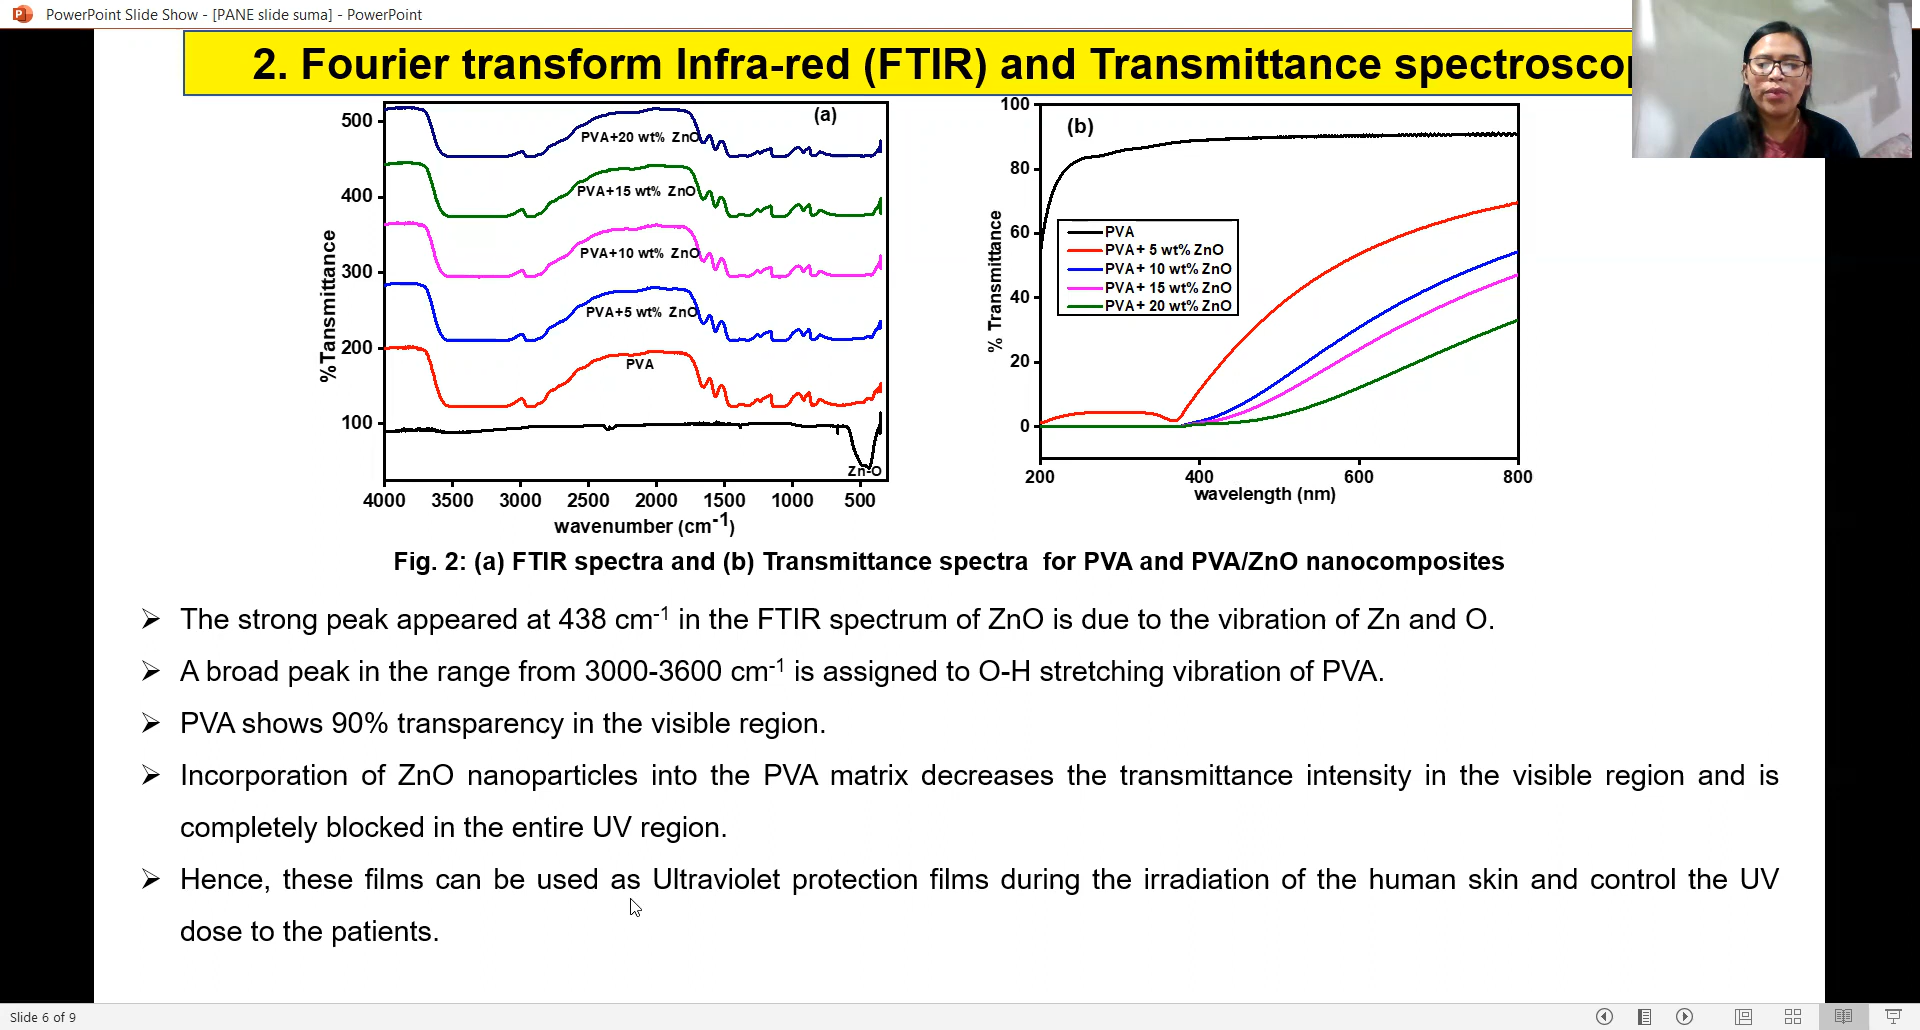 PowerPoint Slide Show - [PANE slide suma] - PowerPoint
2. Fourier transform Infra-red (FTIR) and Transmittance spectrosco
(a)
500
400
300
200
100
%Tansmittance
PVA+20 wt% ZnO
PVA+15 wt% ZnO
PVA+10 wt% ZnO
PVA+5 wt% ZnO
PVA
Zn-O
4000 3500 3000 2500 2000 1500 1000 500
wavenumber (cm-1)
(b)
100
80
60
40
20
0
% Transmittance
PVA
PVA+ 5 wt% ZnO
PVA+ 10 wt% ZnO
PVA+ 15 wt% ZnO
PVA+ 20 wt% ZnO
200 400 600 800
wavelength (nm)
Fig. 2: (a) FTIR spectra and (b) Transmittance spectra for PVA and PVA/ZnO nanocomposites
➢ The strong peak appeared at 438 cm-1 in the FTIR spectrum of ZnO is due to the vibration of Zn and O.
➢ A broad peak in the range from 3000-3600 cm-1 is assigned to O-H stretching vibration of PVA.
➢ PVA shows 90% transparency in the visible region.
➢ Incorporation of ZnO nanoparticles into the PVA matrix decreases the transmittance intensity in the visible region and is
completely blocked in the entire UV region.
➢ Hence, these films can be used as Ultraviolet protection films during the irradiation of the human skin and control the UV
dose to the patients.
Slide 6 of 9